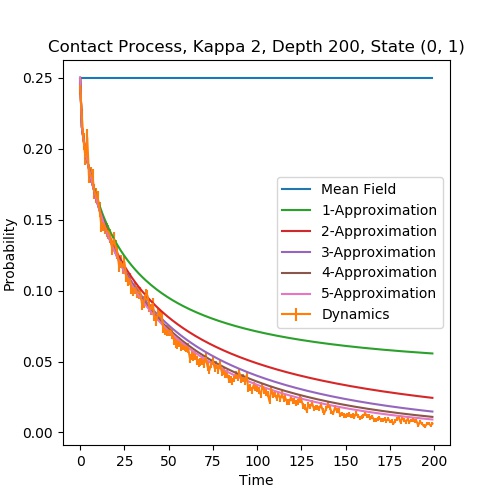 Contact Process, Kappa 2, Depth 200, State (0, 1)
0.25
0.20
0.15
0.10
0.05
0.00
Probability
Mean Field
1-Approximation
2-Approximation
3-Approximation
4-Approximation
5-Approximation
Dynamics
0 25 50 75 100 125 150 175 200
Time